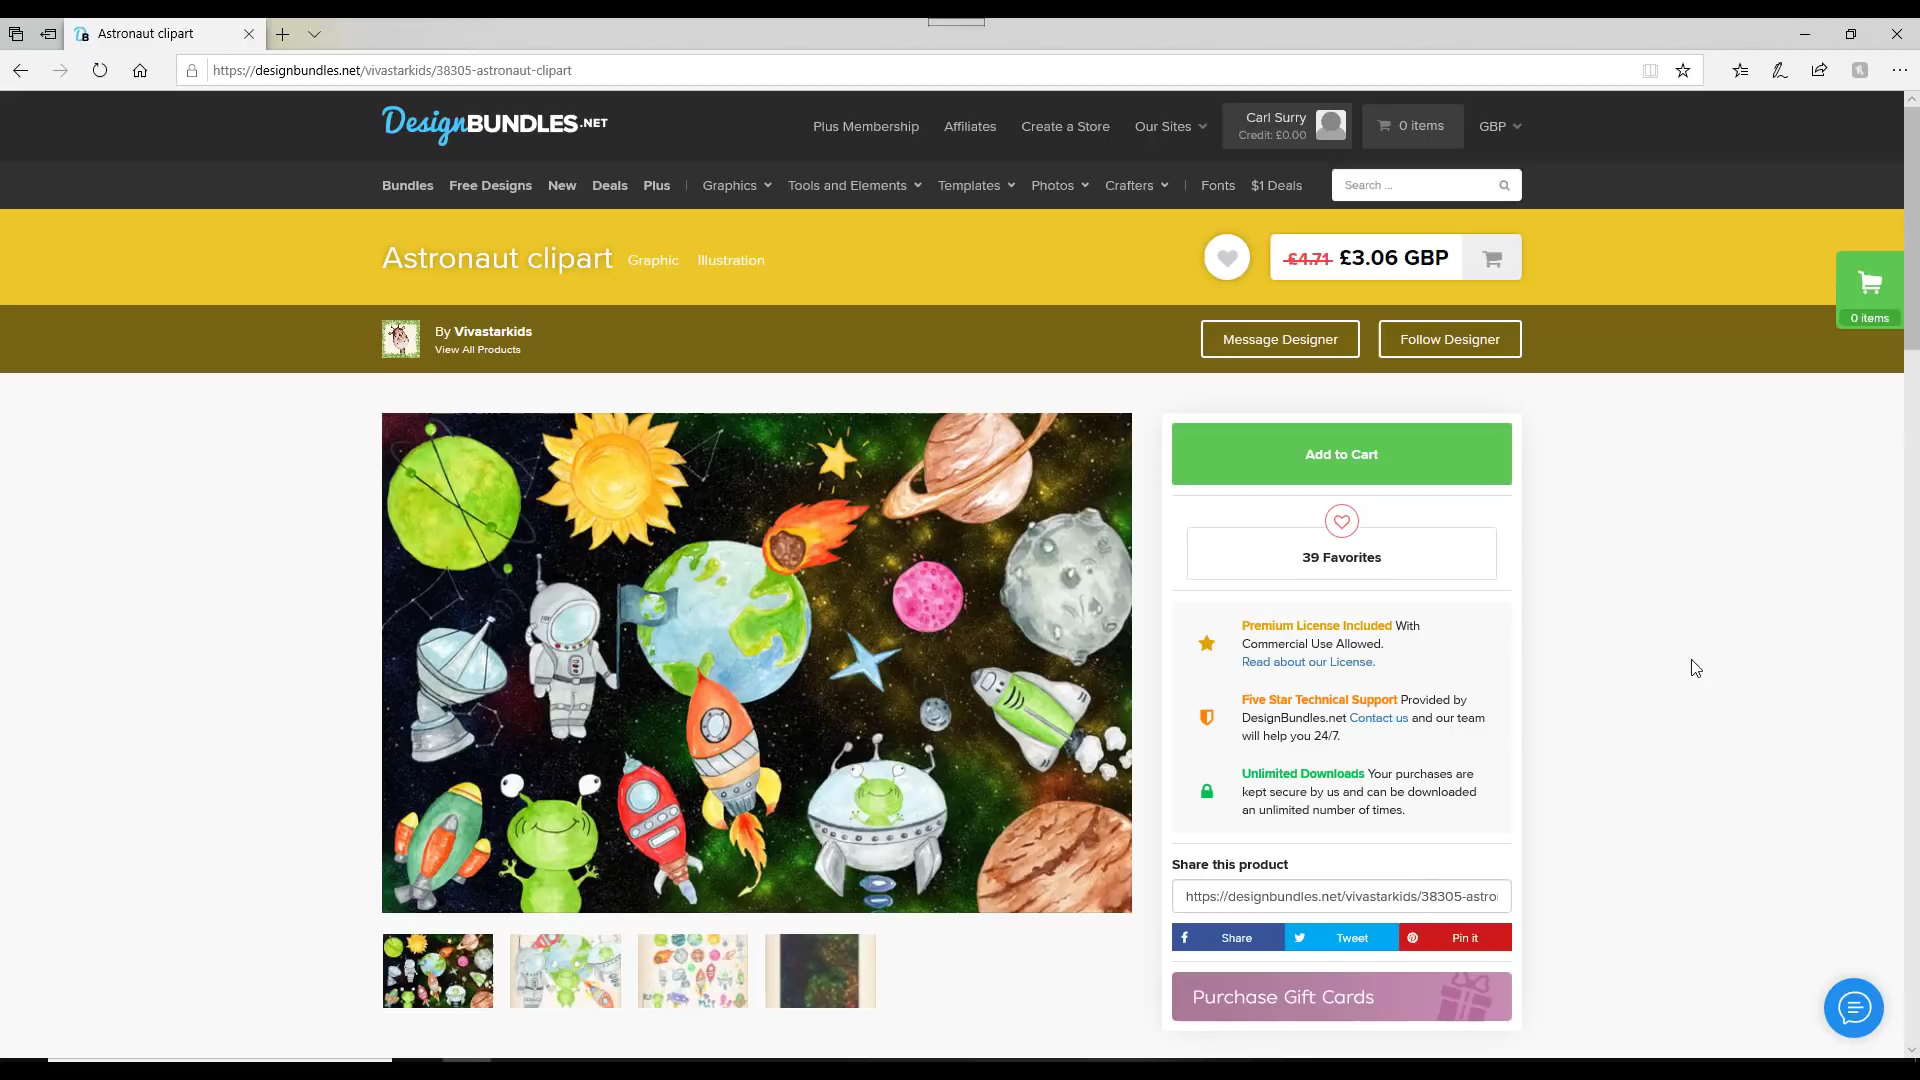 Astronaut clipart
https://designbundles.net/vivastarkids/38305-astronaut-clipart
DesignBUNDLES.NET
Plus Membership Affiliates Create a Store Our Sites
Carl Surry
Credit: £0.00
0 items
GBP
Bundles Free Designs New Deals Plus | Graphics Tools and Elements Templates Photos Crafters | Fonts $1 Deals
Search ...
Astronaut clipart Graphic Illustration
£4.71 £3.06 GBP
0 items
By Vivastarkids
View All Products
Message Designer
Follow Designer
Add to Cart
39 Favorites
Premium License Included With
Commercial Use Allowed.
Read about our License.
Five Star Technical Support Provided by
DesignBundles.net Contact us and our team
will help you 24/7.
Unlimited Downloads Your purchases are
kept secure by us and can be downloaded
an unlimited number of times.
Share this product
https://designbundles.net/vivastarkids/38305-astro
Share
Tweet
Pin it
Purchase Gift Cards